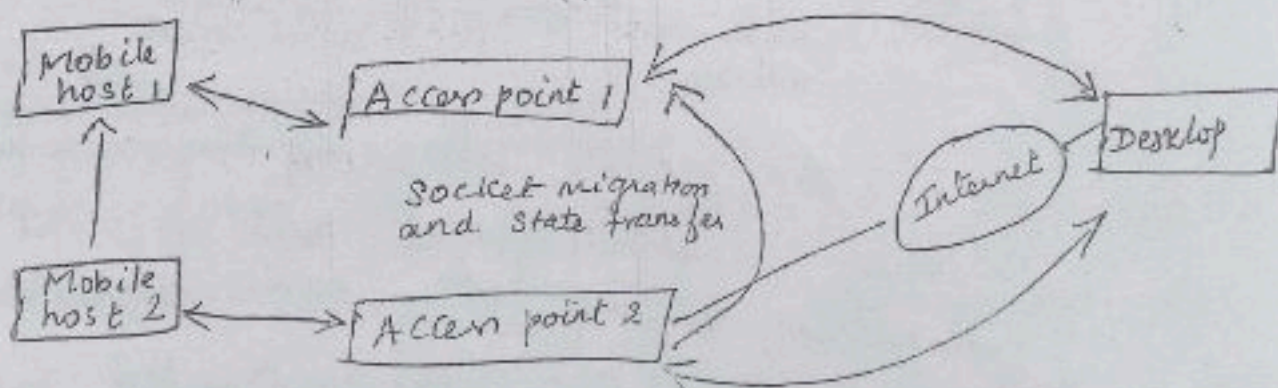 Mobile
host 1
Access point 1
Desktop
Internet
Socket migration
and state transfer
Mobile
host 2
Access point 2